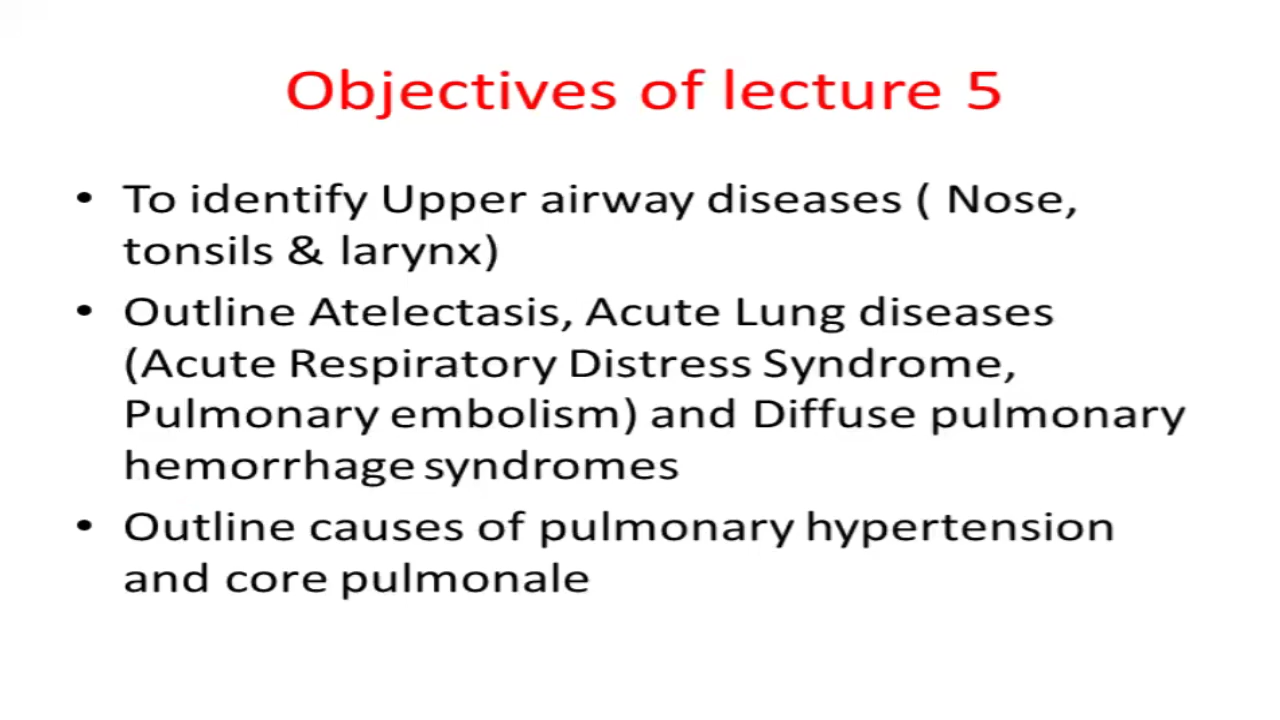 Objectives of lecture 5
• To identify Upper airway diseases ( Nose,
tonsils & larynx)
• Outline Atelectasis, Acute Lung diseases
(Acute Respiratory Distress Syndrome,
Pulmonary embolism) and Diffuse pulmonary
hemorrhage syndromes
• Outline causes of pulmonary hypertension
and core pulmonale